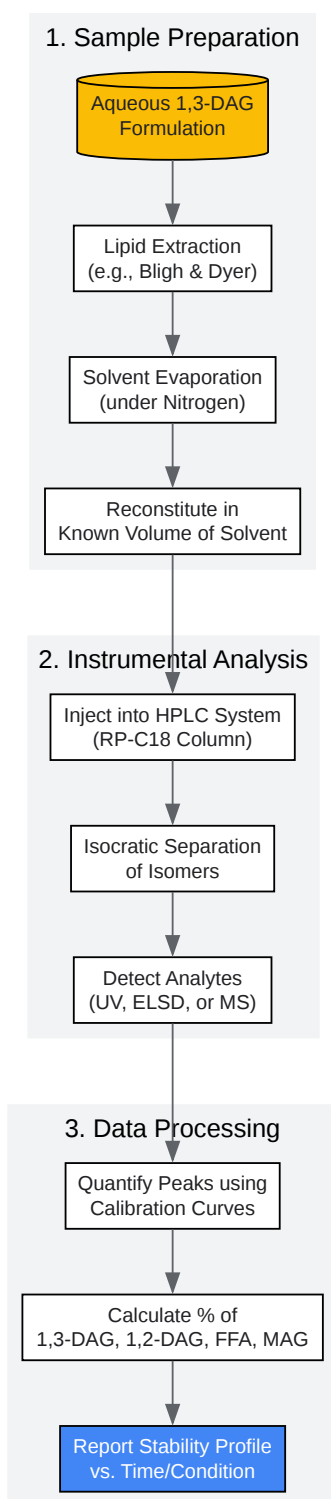 1. Sample Preparation
Aqueous 1,3-DAG
Formulation
Lipid Extraction
(e.g., Bligh & Dyer)
Solvent Evaporation
(under Nitrogen)
Reconstitute in
Known Volume of Solvent
2. Instrumental Analysis
Inject into HPLC System
(RP-C18 Column)
Isocratic Separation
of Isomers
Detect Analytes
(UV, ELSD, or MS)
3. Data Processing
Quantify Peaks using
Calibration Curves
Calculate % of
1,3-DAG, 1,2-DAG, FFA, MAG
Report Stability Profile
vs. Time/Condition